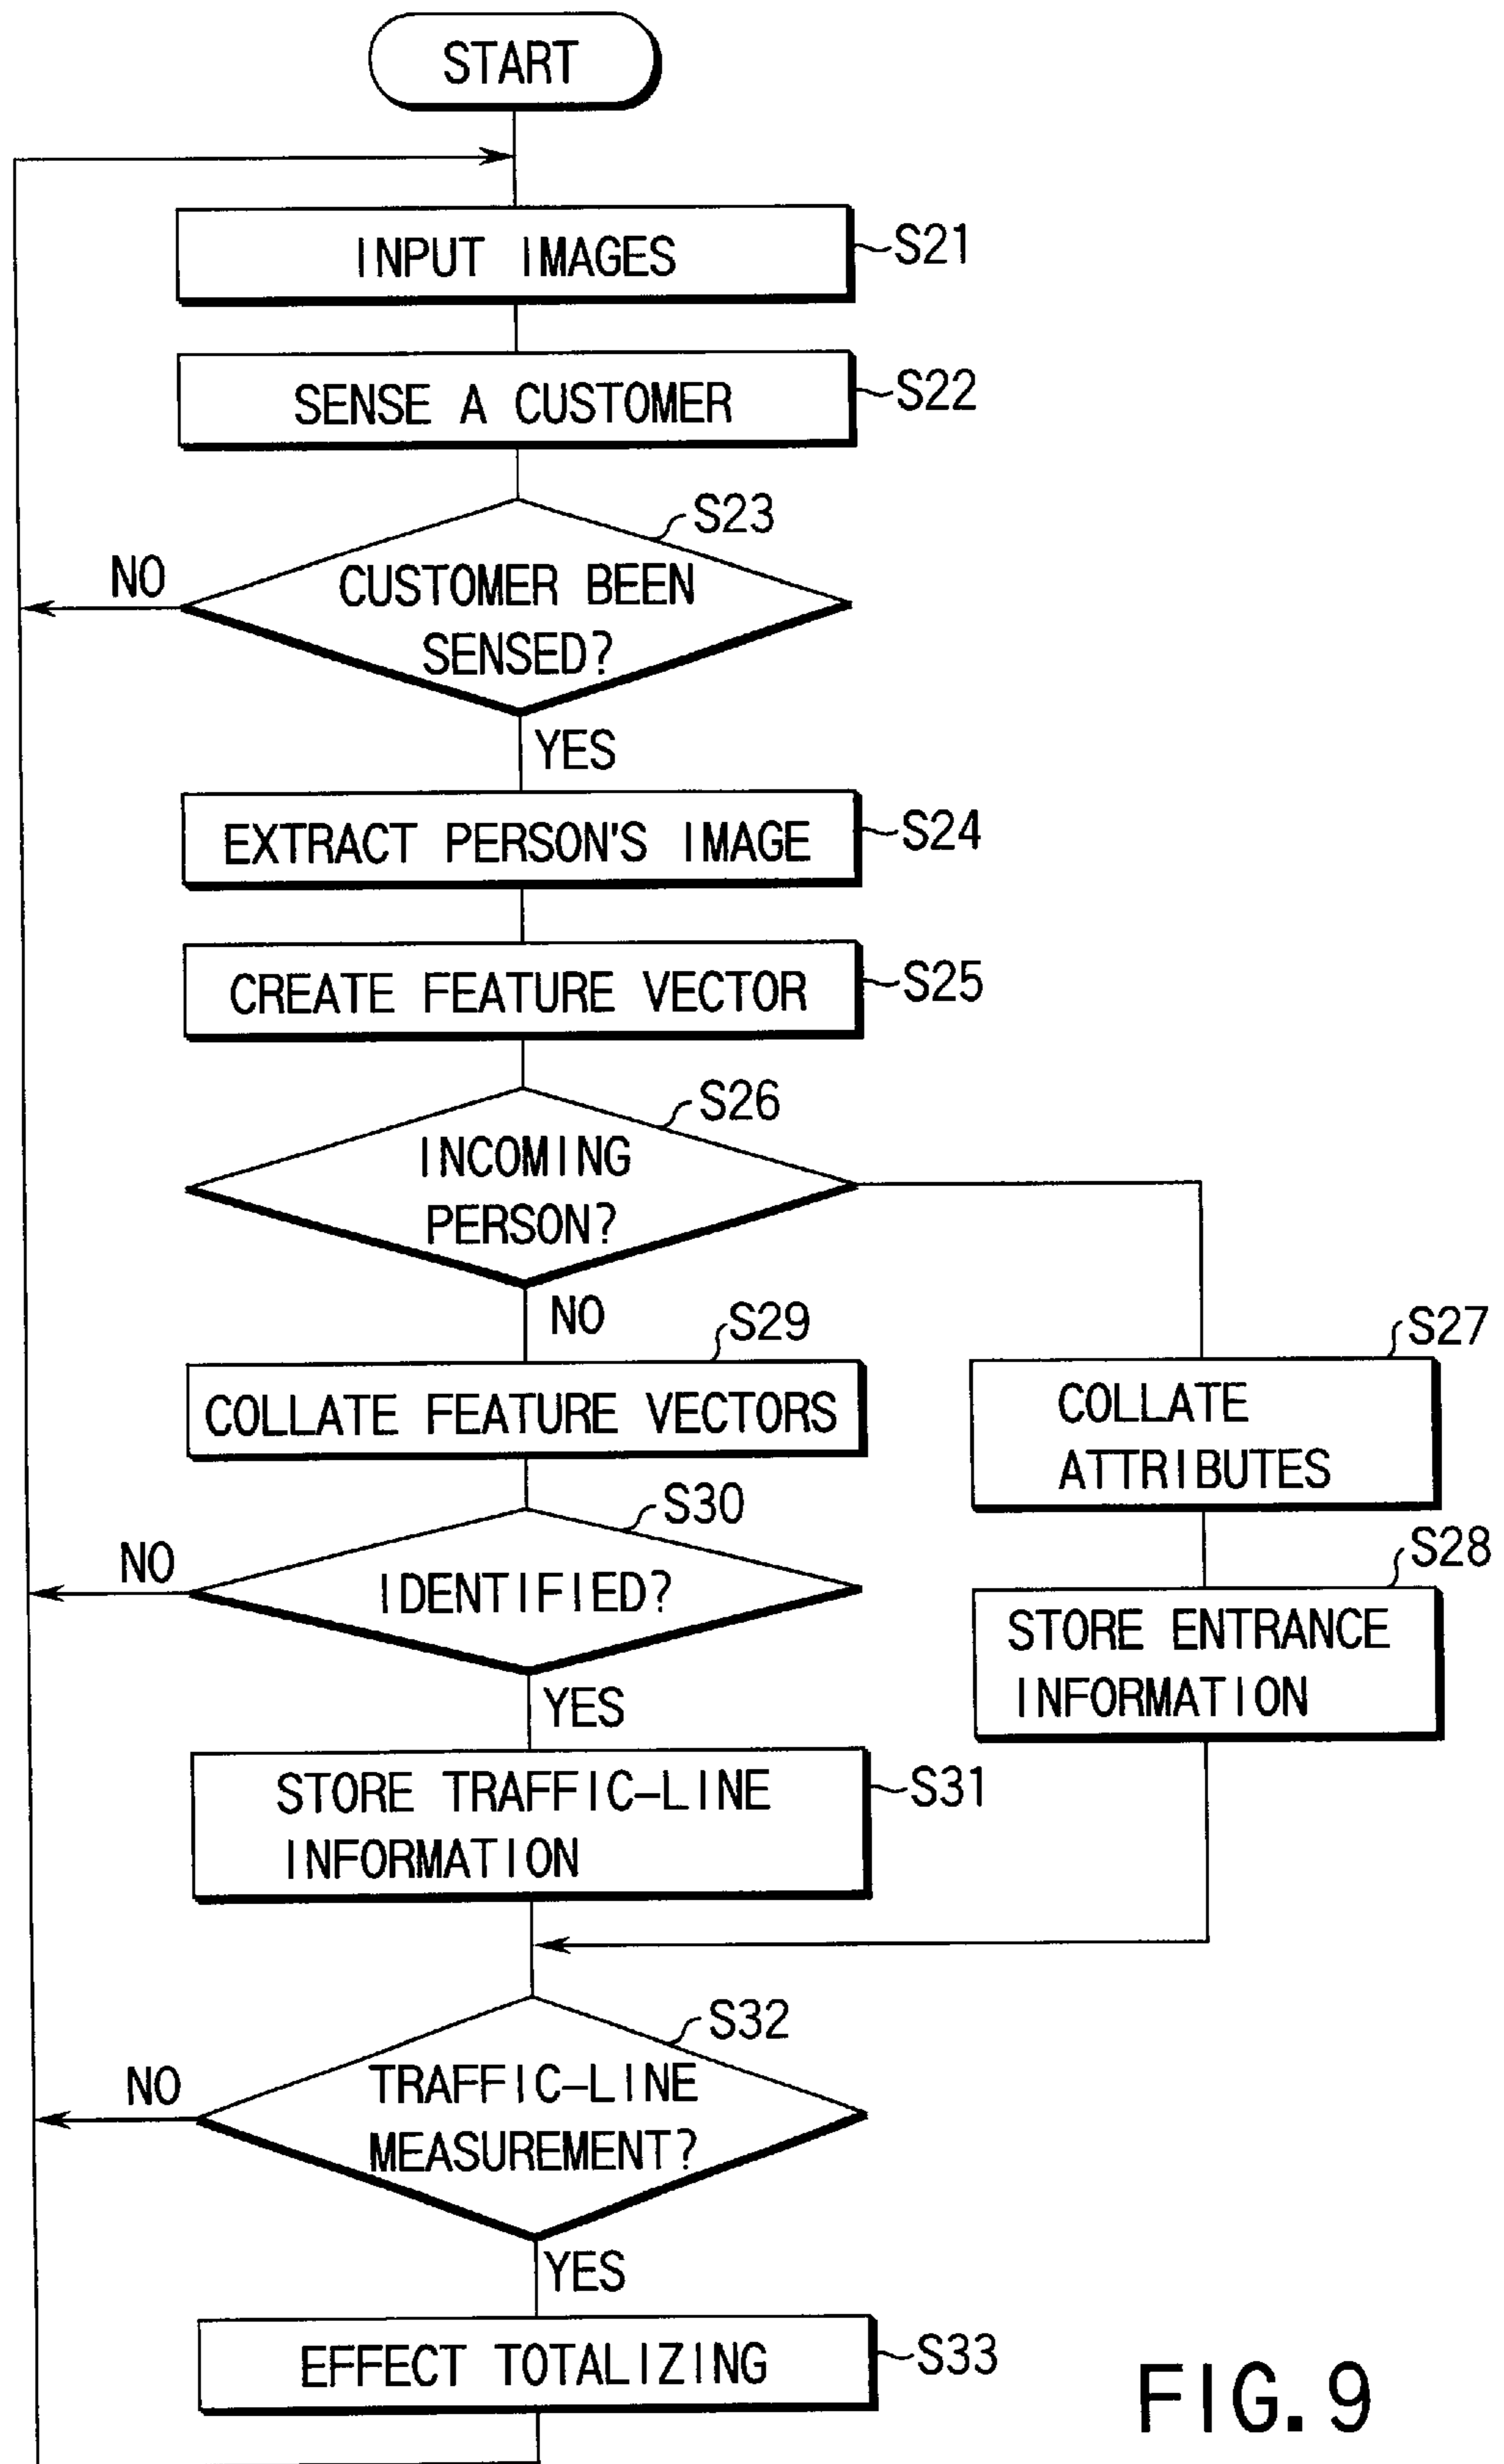 START
INPUT IMAGES
S21
SENSE A CUSTOMER
S22
S23
NO
CUSTOMER BEEN
SENSED?
YES
EXTRACT PERSON'S IMAGE
S24
CREATE FEATURE VECTOR
S25
S26
INCOMING
PERSON?
NO
S29
COLLATE FEATURE VECTORS
S27
COLLATE
ATTRIBUTES
S30
NO
IDENTIFIED?
S28
STORE ENTRANCE
INFORMATION
YES
STORE TRAFFIC-LINE
INFORMATION
S31
S32
NO
TRAFFIC-LINE
MEASUREMENT?
YES
EFFECT TOTALIZING
S33
FIG. 9